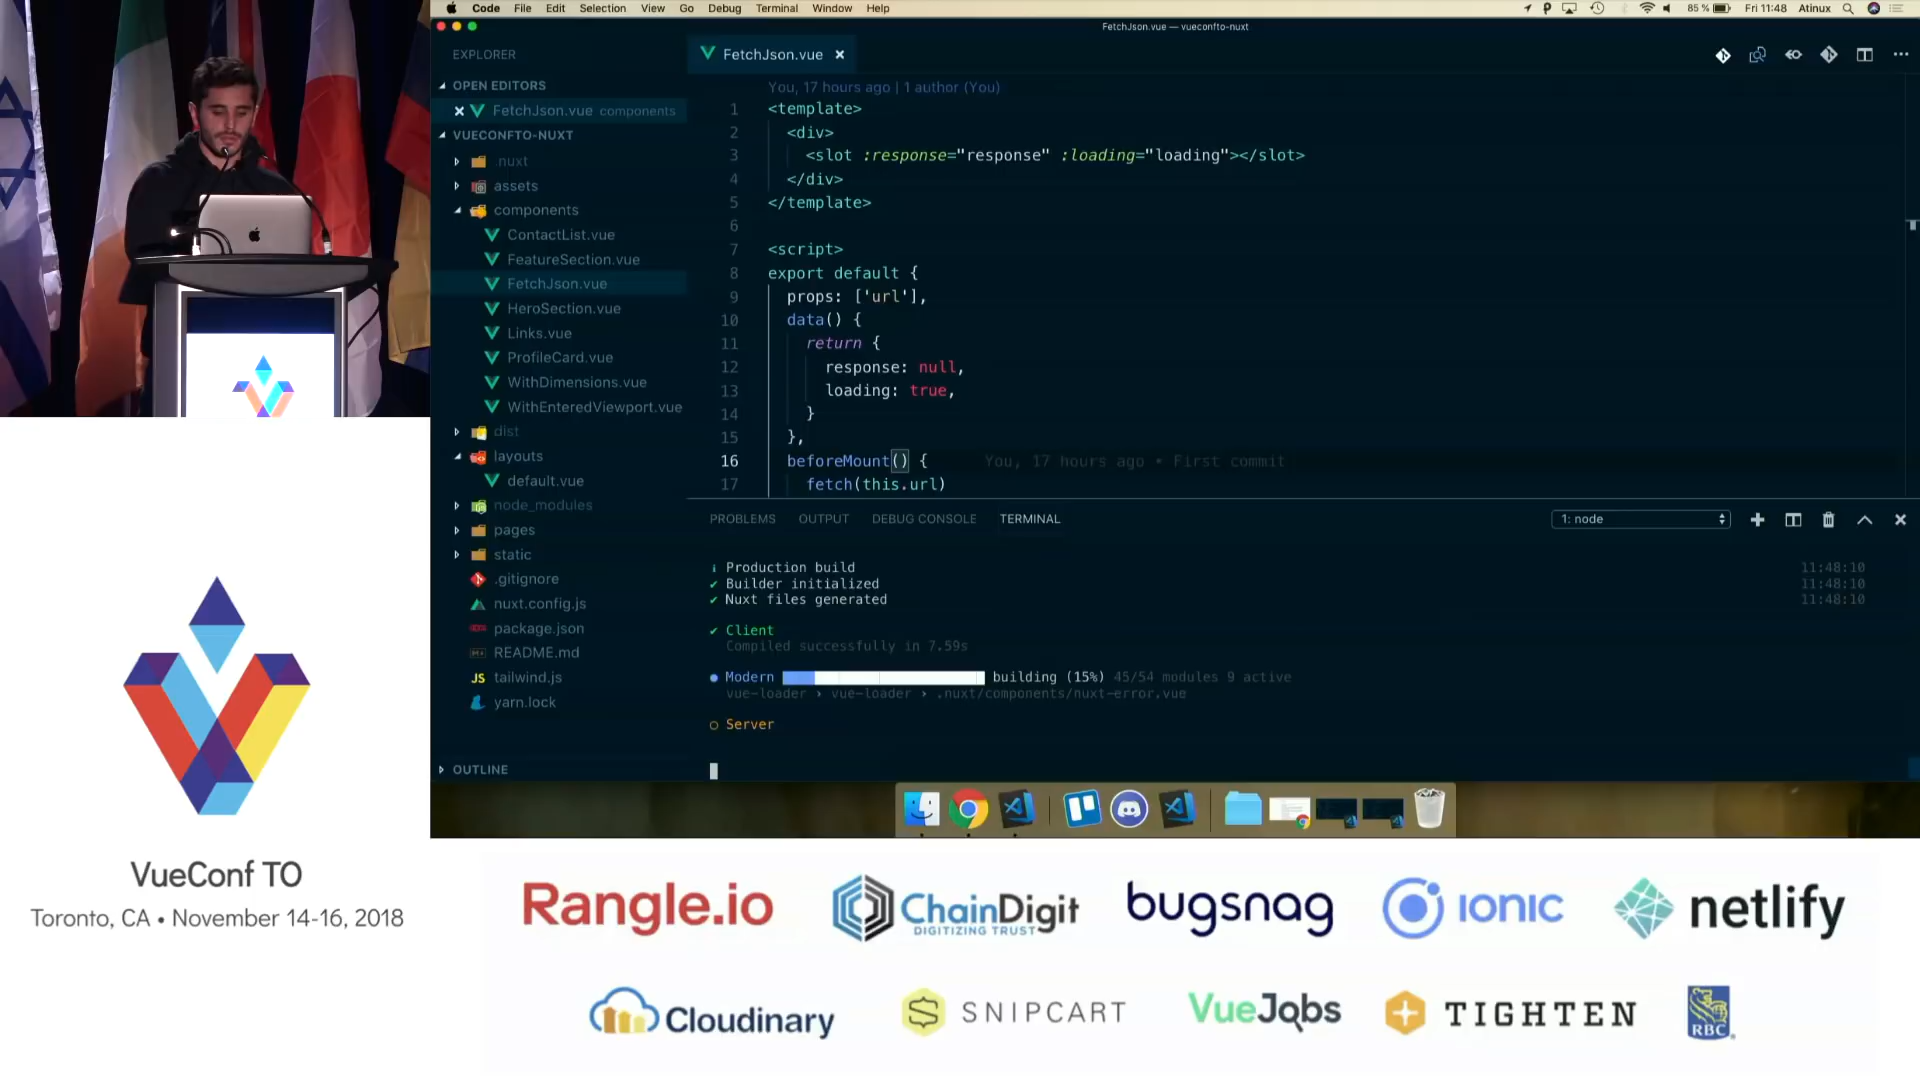 Code File Edit Selection View Go Debug Terminal Window Help
85 % Fri 11:48 Atinux
FetchJson.vue — vueconfto-nuxt
EXPLORER
OPEN EDITORS
FetchJson.vue components
VUECONFTO-NUXT
.nuxt
assets
components
ContactList.vue
FeatureSection.vue
FetchJson.vue
HeroSection.vue
Links.vue
ProfileCard.vue
WithDimensions.vue
WithEnteredViewport.vue
dist
layouts
default.vue
node_modules
pages
static
.gitignore
nuxt.config.js
package.json
README.md
JS tailwind.js
yarn.lock
OUTLINE
FetchJson.vue
You, 17 hours ago | 1 author (You)
1 <template>
2 <div>
3 <slot :response="response" :loading="loading"></slot>
4 </div>
5 </template>
6
7 <script>
8 export default {
9 props: ['url'],
10 data() {
11 return {
12 response: null,
13 loading: true,
14 }
15 },
16 beforeMount() { You, 17 hours ago • First commit
17 fetch(this.url)
PROBLEMS OUTPUT DEBUG CONSOLE TERMINAL 1: node
Production build 11:48:10
✔ Builder initialized 11:48:10
✔ Nuxt files generated 11:48:10
✔ Client
Compiled successfully in 7.59s
● Modern building (15%) 45/54 modules 9 active
vue-loader › vue-loader › .nuxt/components/nuxt-error.vue
○ Server
VueConf TO
Toronto, CA • November 14-16, 2018
Rangle.io ChainDigit bugsnag IONIC netlify
DIGITIZING TRUST
Cloudinary SNIPCART VueJobs TIGHTEN RBC